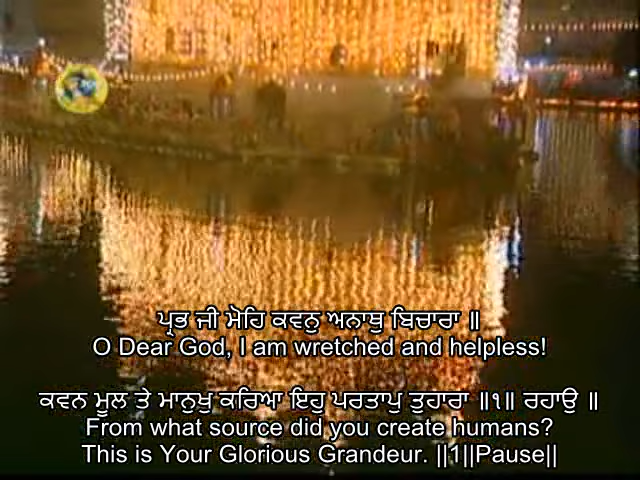 ਪ੍ਰਭ ਜੀ ਮੋਹਿ ਕਵਨੁ ਅਨਾਥੁ ਬਿਚਾਰਾ ॥
O Dear God, I am wretched and helpless!
ਕਵਨ ਮੂਲ ਤੇ ਮਾਨੁਖੁ ਕਰਿਆ ਇਹੁ ਪਰਤਾਪੁ ਤੁਹਾਰਾ ॥੧॥ ਰਹਾਉ ॥
From what source did you create humans?
This is Your Glorious Grandeur. ||1||Pause||